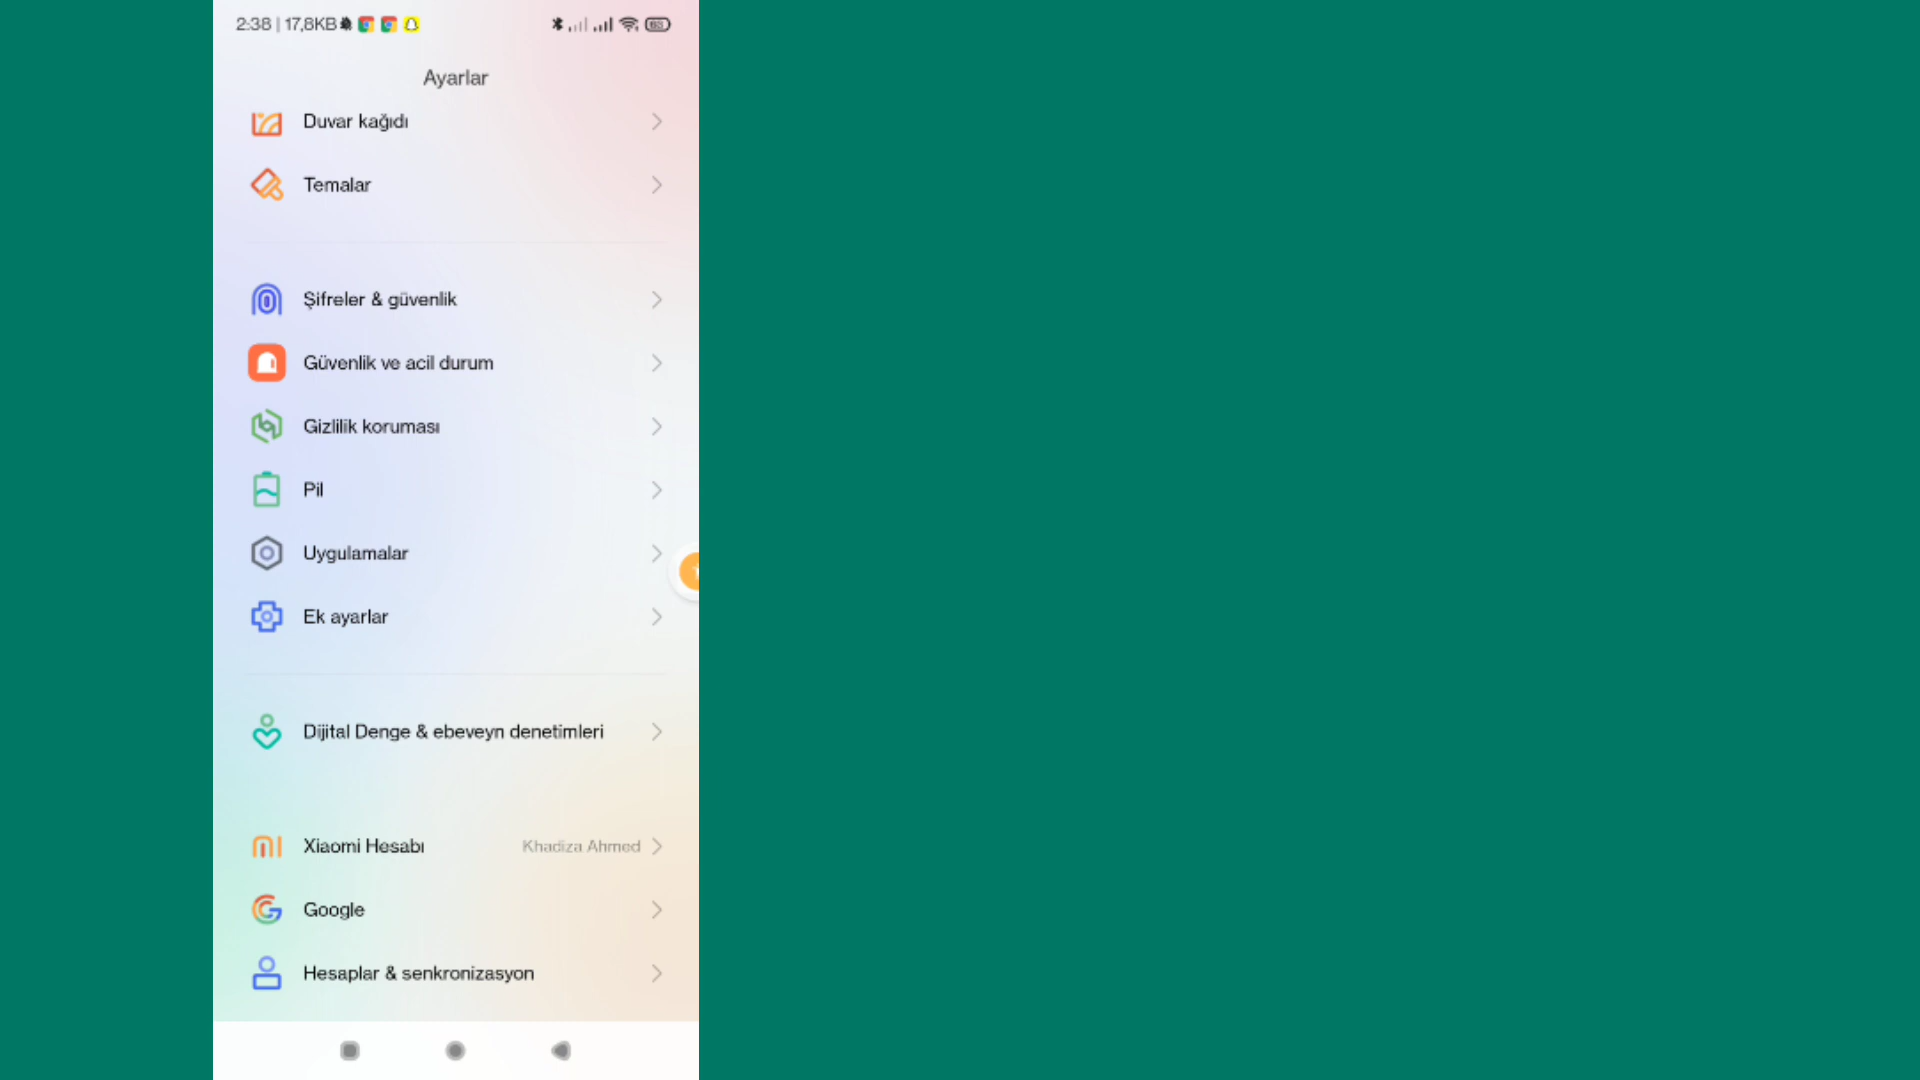 2:38 | 17,8KB
63
Ayarlar
Duvar kağıdı
Temalar
Şifreler & güvenlik
Güvenlik ve acil durum
Gizlilik koruması
Pil
Uygulamalar
Ek ayarlar
Dijital Denge & ebeveyn denetimleri
Xiaomi Hesabı Khadiza Ahmed
Google
Hesaplar & senkronizasyon